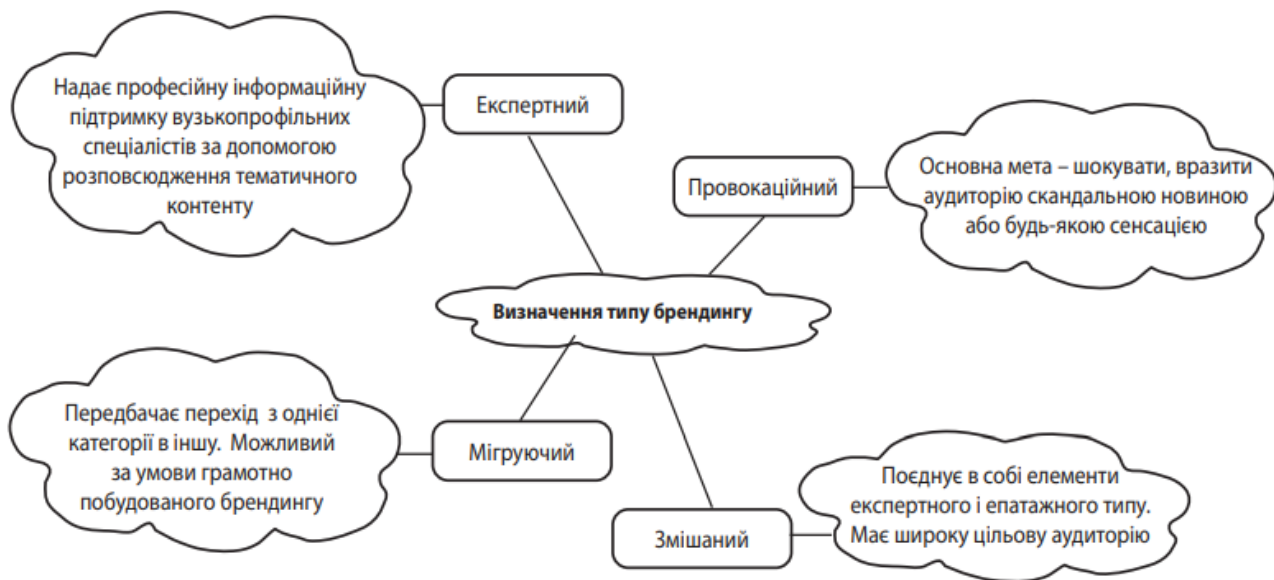 Надає професійну інформаційну
підтримку вузькопрофільних
спеціалістів за допомогою
розповсюдження тематичного
контенту
Експертний
Провокаційний
Основна мета – шокувати, вразити
аудиторію скандальною новиною
або будь-якою сенсацією
Визначення типу брендингу
Передбачає перехід з однієї
категорії в іншу. Можливий
за умови грамотно
побудованого брендингу
Мігруючий
Змішаний
Поєднує в собі елементи
експертного і епатажного типу.
Має широку цільову аудиторію